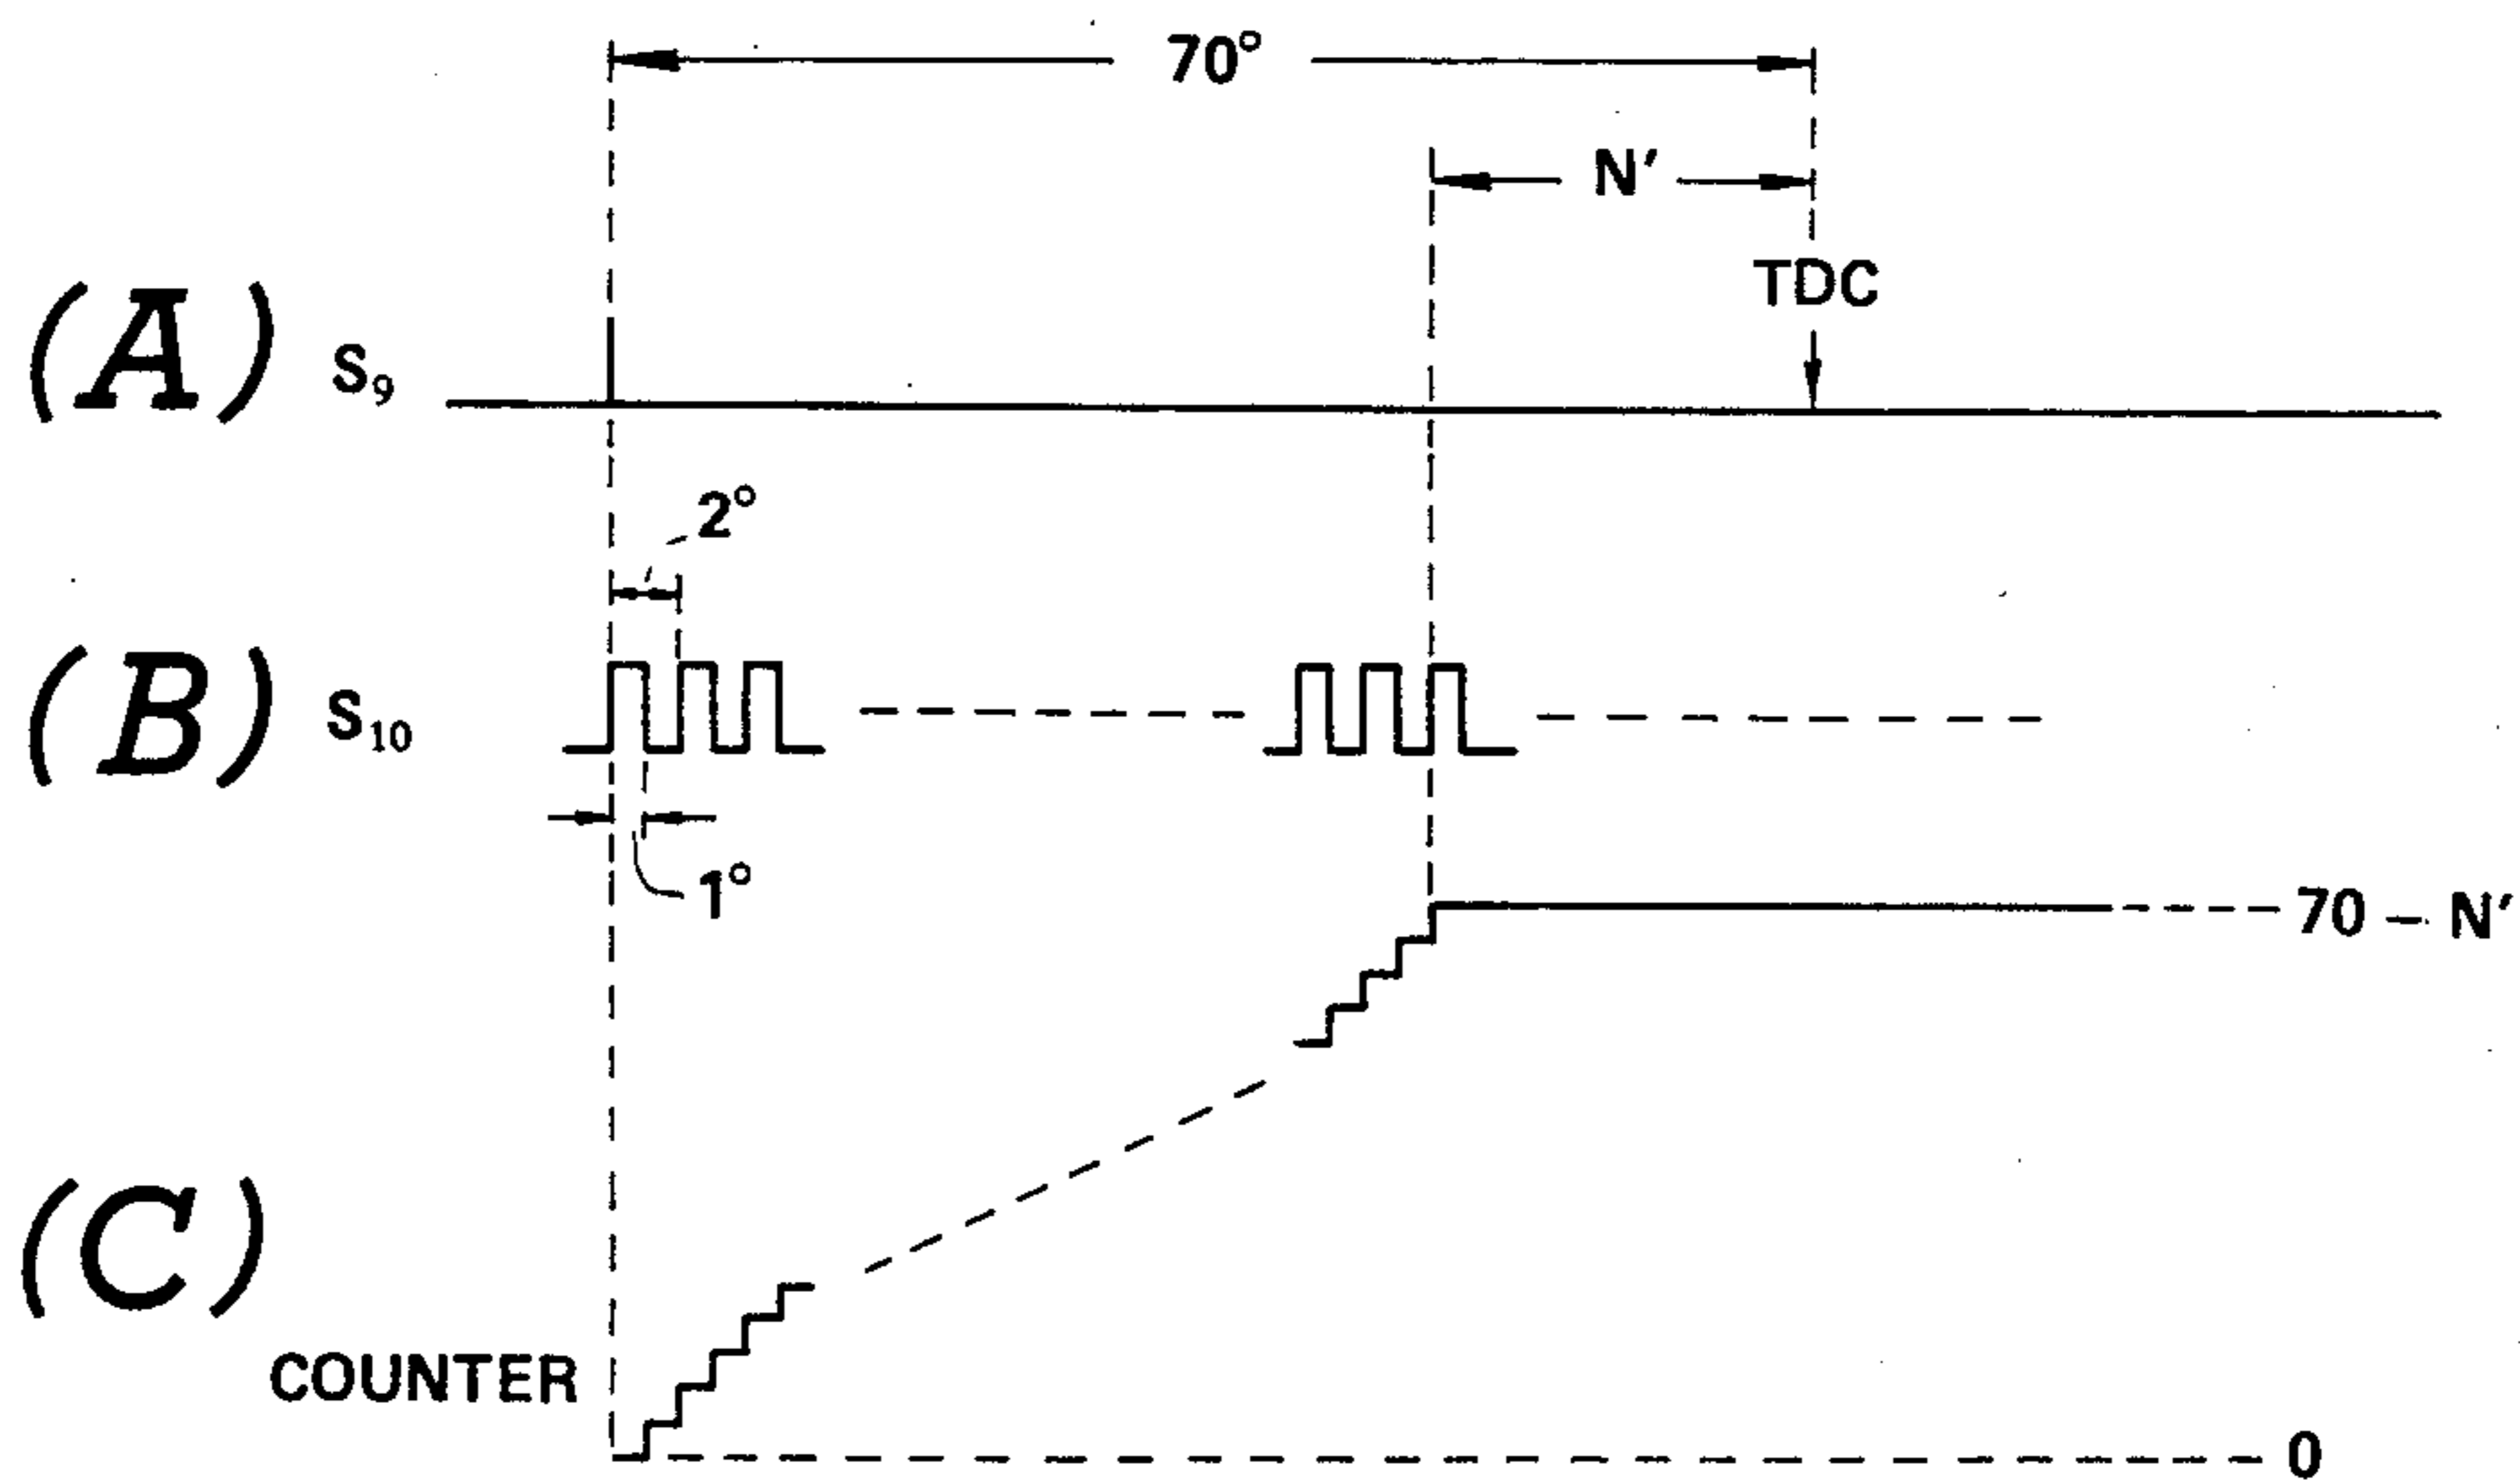 70°
N'
TDC
(A) S₉
2°
(B) S₁₀
1°
70 - N'
(C)
COUNTER
0